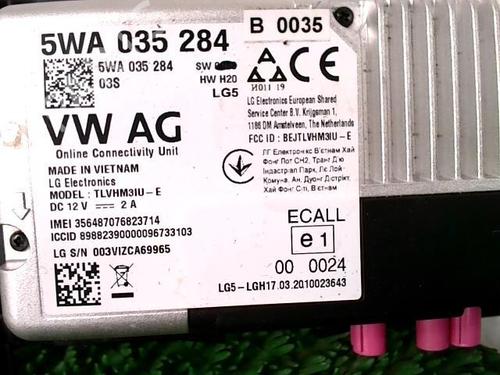 B 0035
5WA 035 284
5WA 035 284
03S
SW
HW H20
LG5
И011 19
CE
LG Electronics European Shared
Service Center B.V. Krijgsman 1,
1186 DM Amstelveen, The Netherlands
FCC ID : BEJTLVHM3IU - E
VW AG
Online Connectivity Unit
MADE IN VIETNAM
LG Electronics
MODEL : TLVHM3IU - E
DC 12 V 2 A
IMEI 356487076823714
ICCID 89882390000096733103
LG S/N 003VIZCA69965
ECALL
e1
00 0024
LG5-LGH17.03.2010023643